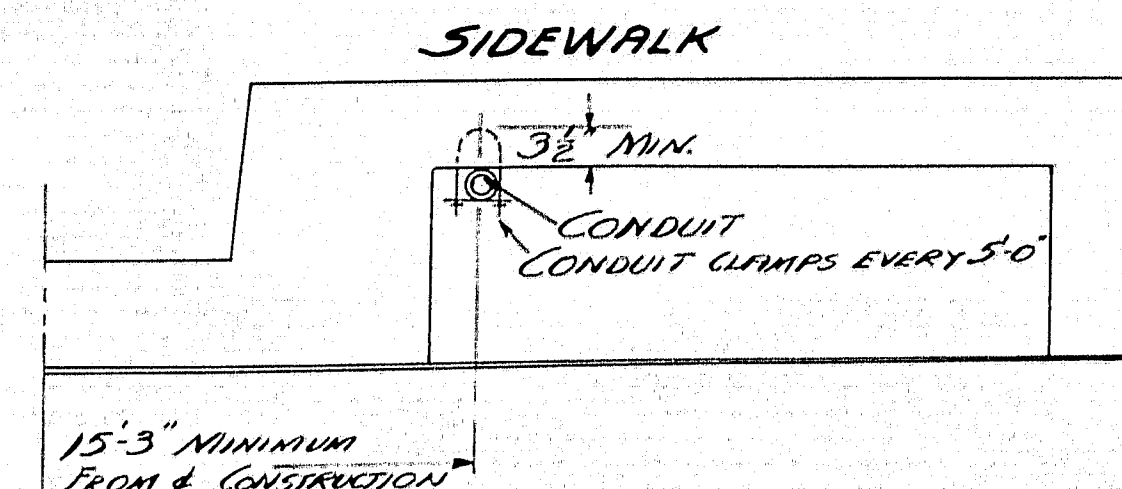 SIDEWALK
3½" MIN.
CONDUIT
CONDUIT CLAMPS EVERY 5'-0"
15'-3" MINIMUM
FROM ℄ CONSTRUCTION